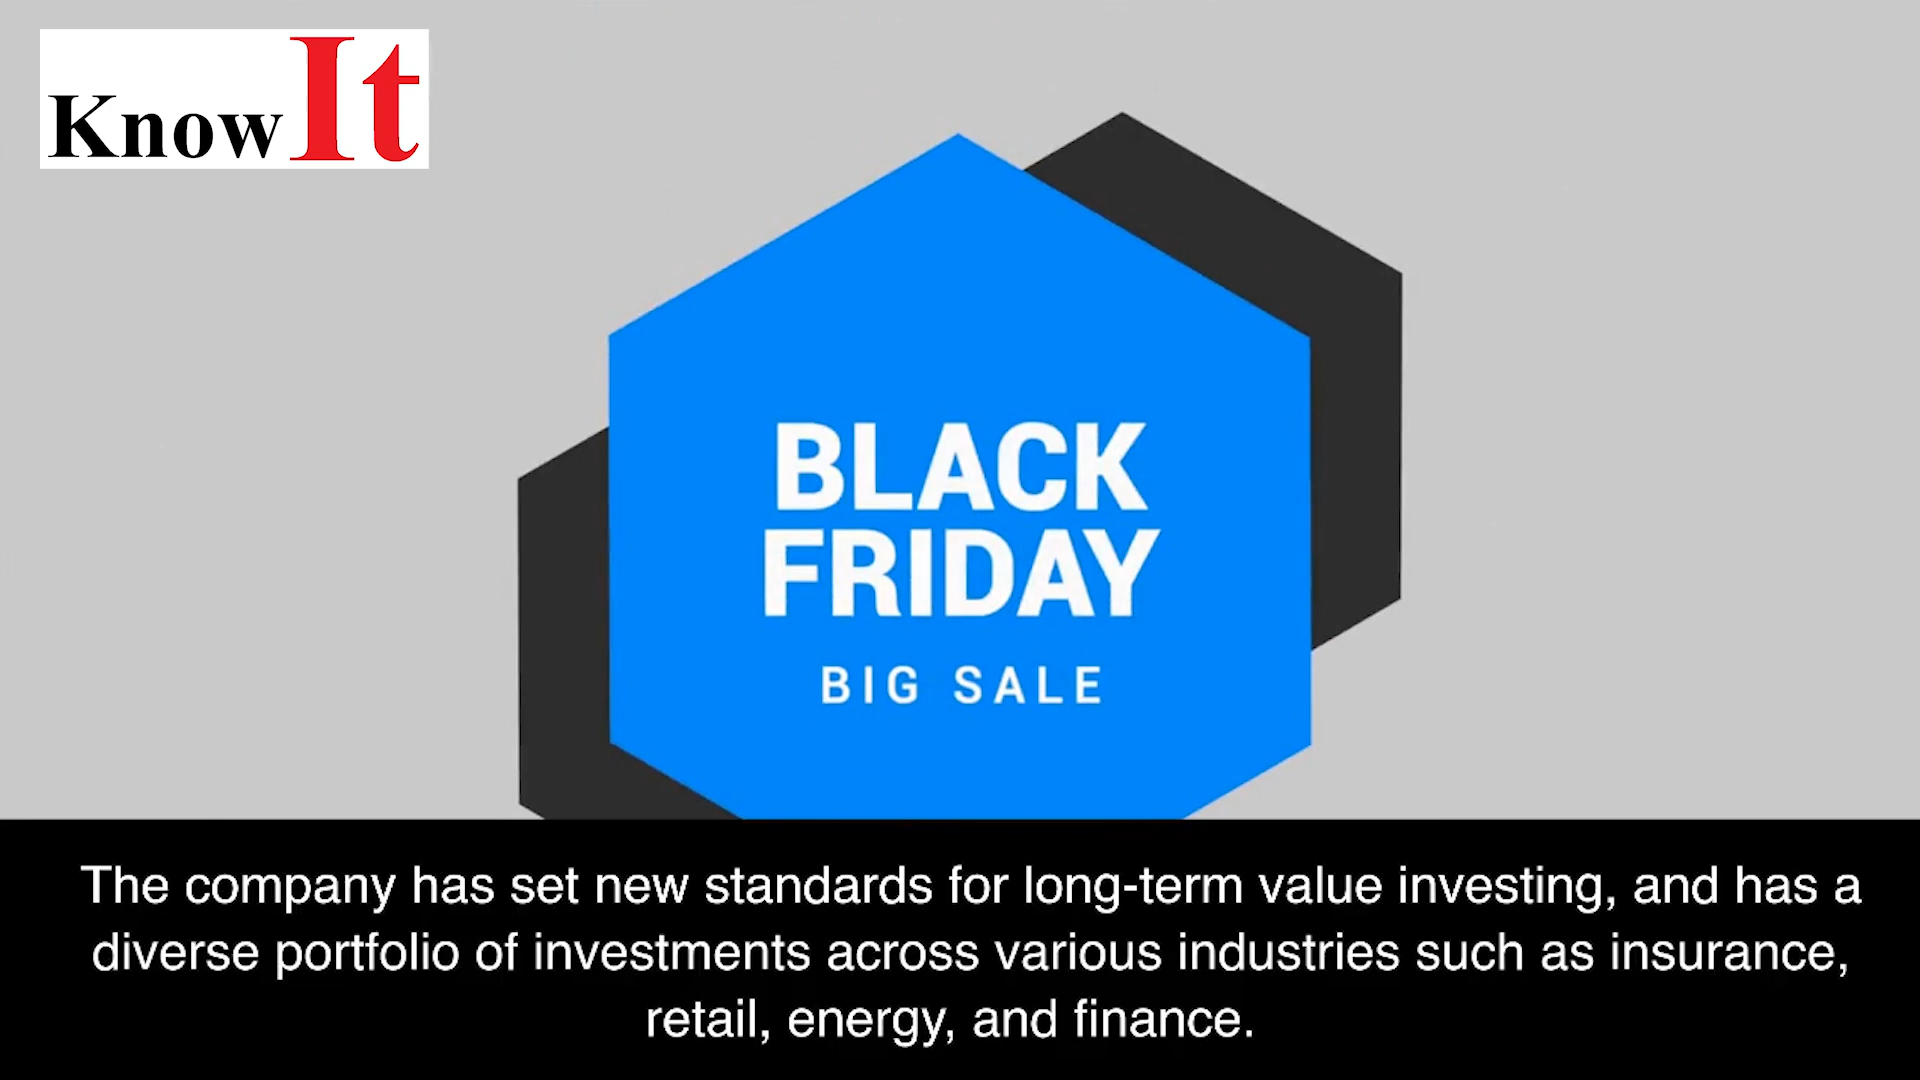 Know It
BLACK
FRIDAY
BIG SALE
The company has set new standards for long-term value investing, and has a
diverse portfolio of investments across various industries such as insurance,
retail, energy, and finance.